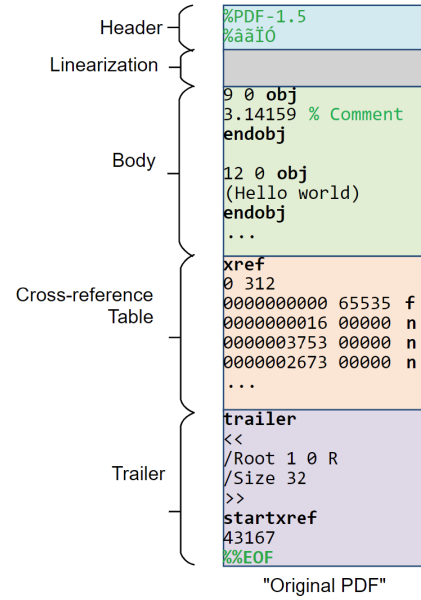 Header
%PDF-1.5
%âãÏÓ
Linearization
Body
9 0 obj
3.14159 % Comment
endobj
12 0 obj
(Hello world)
endobj
...
Cross-reference
Table
xref
0 312
0000000000 65535 f
0000000016 00000 n
0000003753 00000 n
0000002673 00000 n
...
Trailer
trailer
<<
/Root 1 0 R
/Size 32
>>
startxref
43167
%%EOF
"Original PDF"